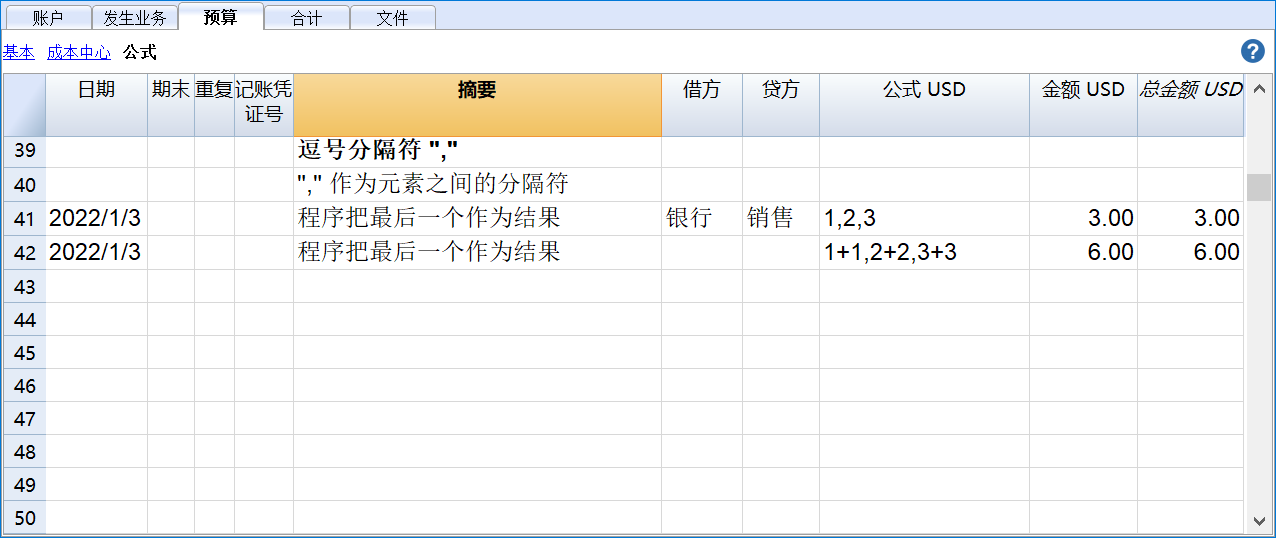 账户 发生业务 预算 合计 文件
基本 成本中心 公式 ?
日期 期末 重复 记账凭 摘要 借方 贷方 公式 USD 金额 USD 总金额 USD
证号
39 逗号分隔符 ","
40 "," 作为元素之间的分隔符
41 2022/1/3 程序把最后一个作为结果 银行 销售 1,2,3 3.00 3.00
42 2022/1/3 程序把最后一个作为结果 1+1,2+2,3+3 6.00 6.00
43
44
45
46
47
48
49
50